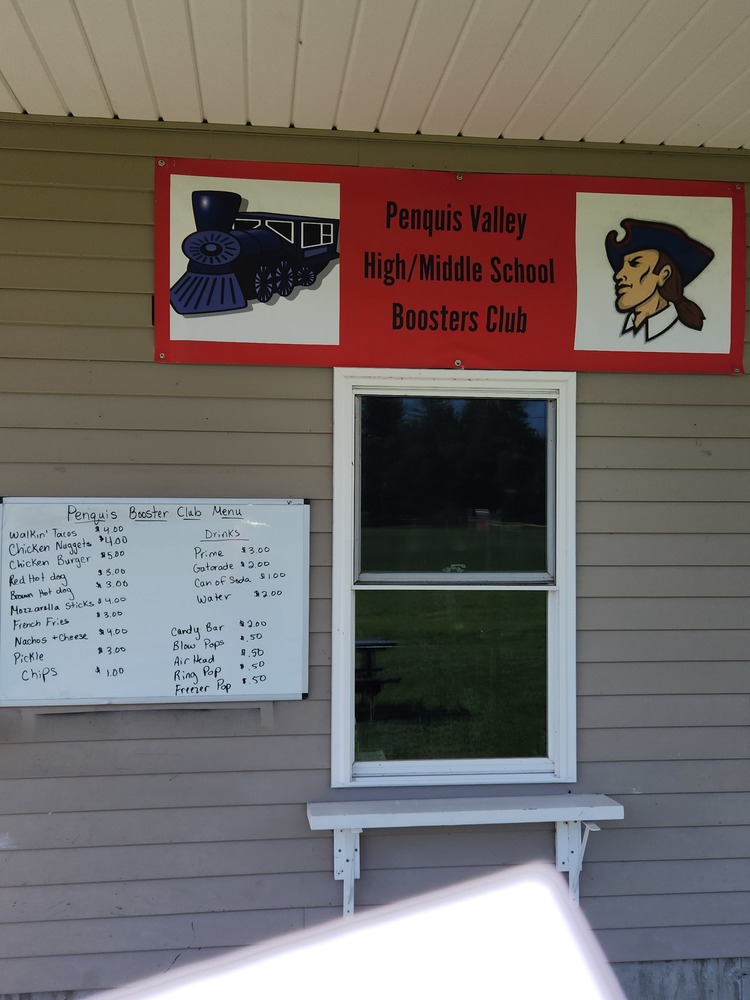 Penquis Valley
High/Middle School
Boosters Club
Penquis Booster Club Menu
Walkin' Tacos $4.00
Chicken Nuggets $4.00
Chicken Burger $5.00
Red Hot dog $3.00
Brown Hot dog $3.00
Mozzarella Sticks $4.00
French Fries $3.00
Nachos + Cheese $4.00
Pickle $3.00
Chips $1.00
Drinks
Prime $3.00
Gatorade $2.00
Can of Soda $1.00
Water $2.00
Candy Bar $2.00
Blow Pops $.50
Air Head $.50
Ring Pop $.50
Freezer Pop $.50